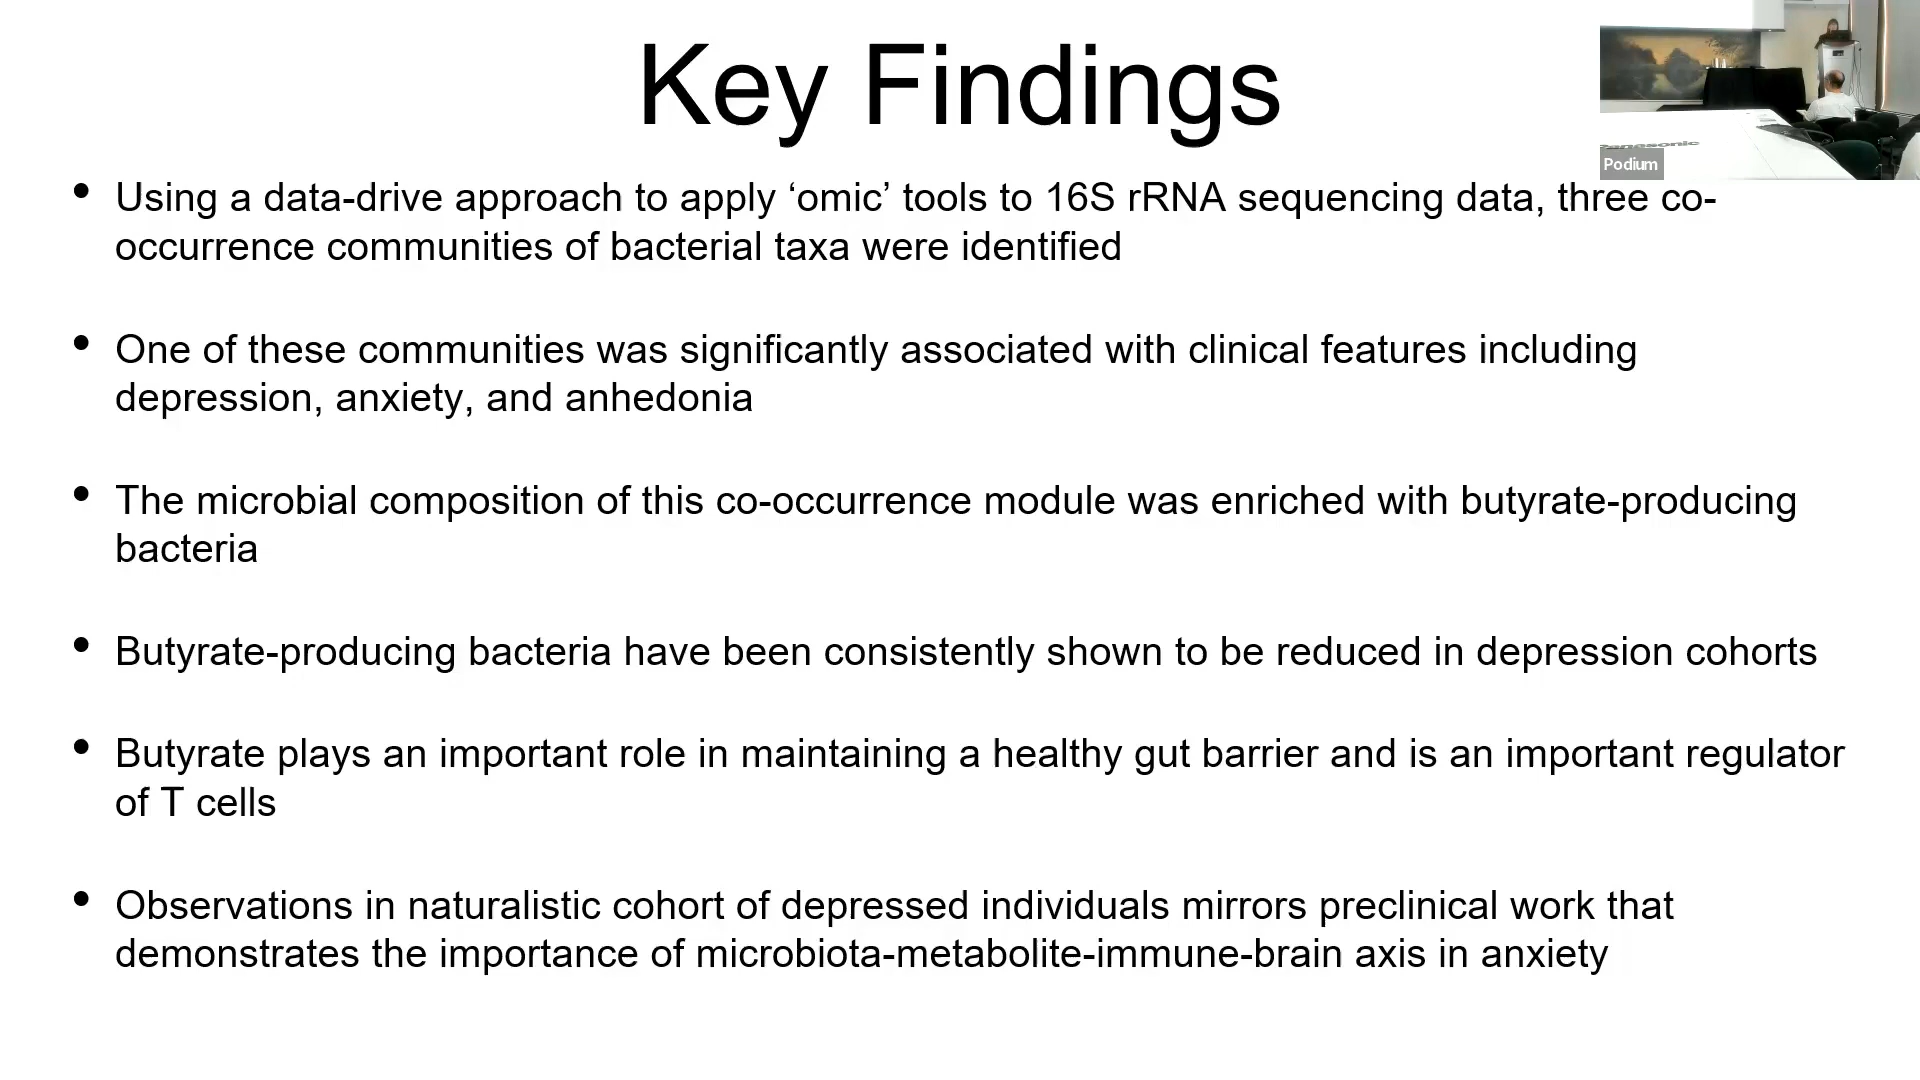 Key Findings
Podium
• Using a data-drive approach to apply ‘omic’ tools to 16S rRNA sequencing data, three co-
occurrence communities of bacterial taxa were identified
• One of these communities was significantly associated with clinical features including
depression, anxiety, and anhedonia
• The microbial composition of this co-occurrence module was enriched with butyrate-producing
bacteria
• Butyrate-producing bacteria have been consistently shown to be reduced in depression cohorts
• Butyrate plays an important role in maintaining a healthy gut barrier and is an important regulator
of T cells
• Observations in naturalistic cohort of depressed individuals mirrors preclinical work that
demonstrates the importance of microbiota-metabolite-immune-brain axis in anxiety